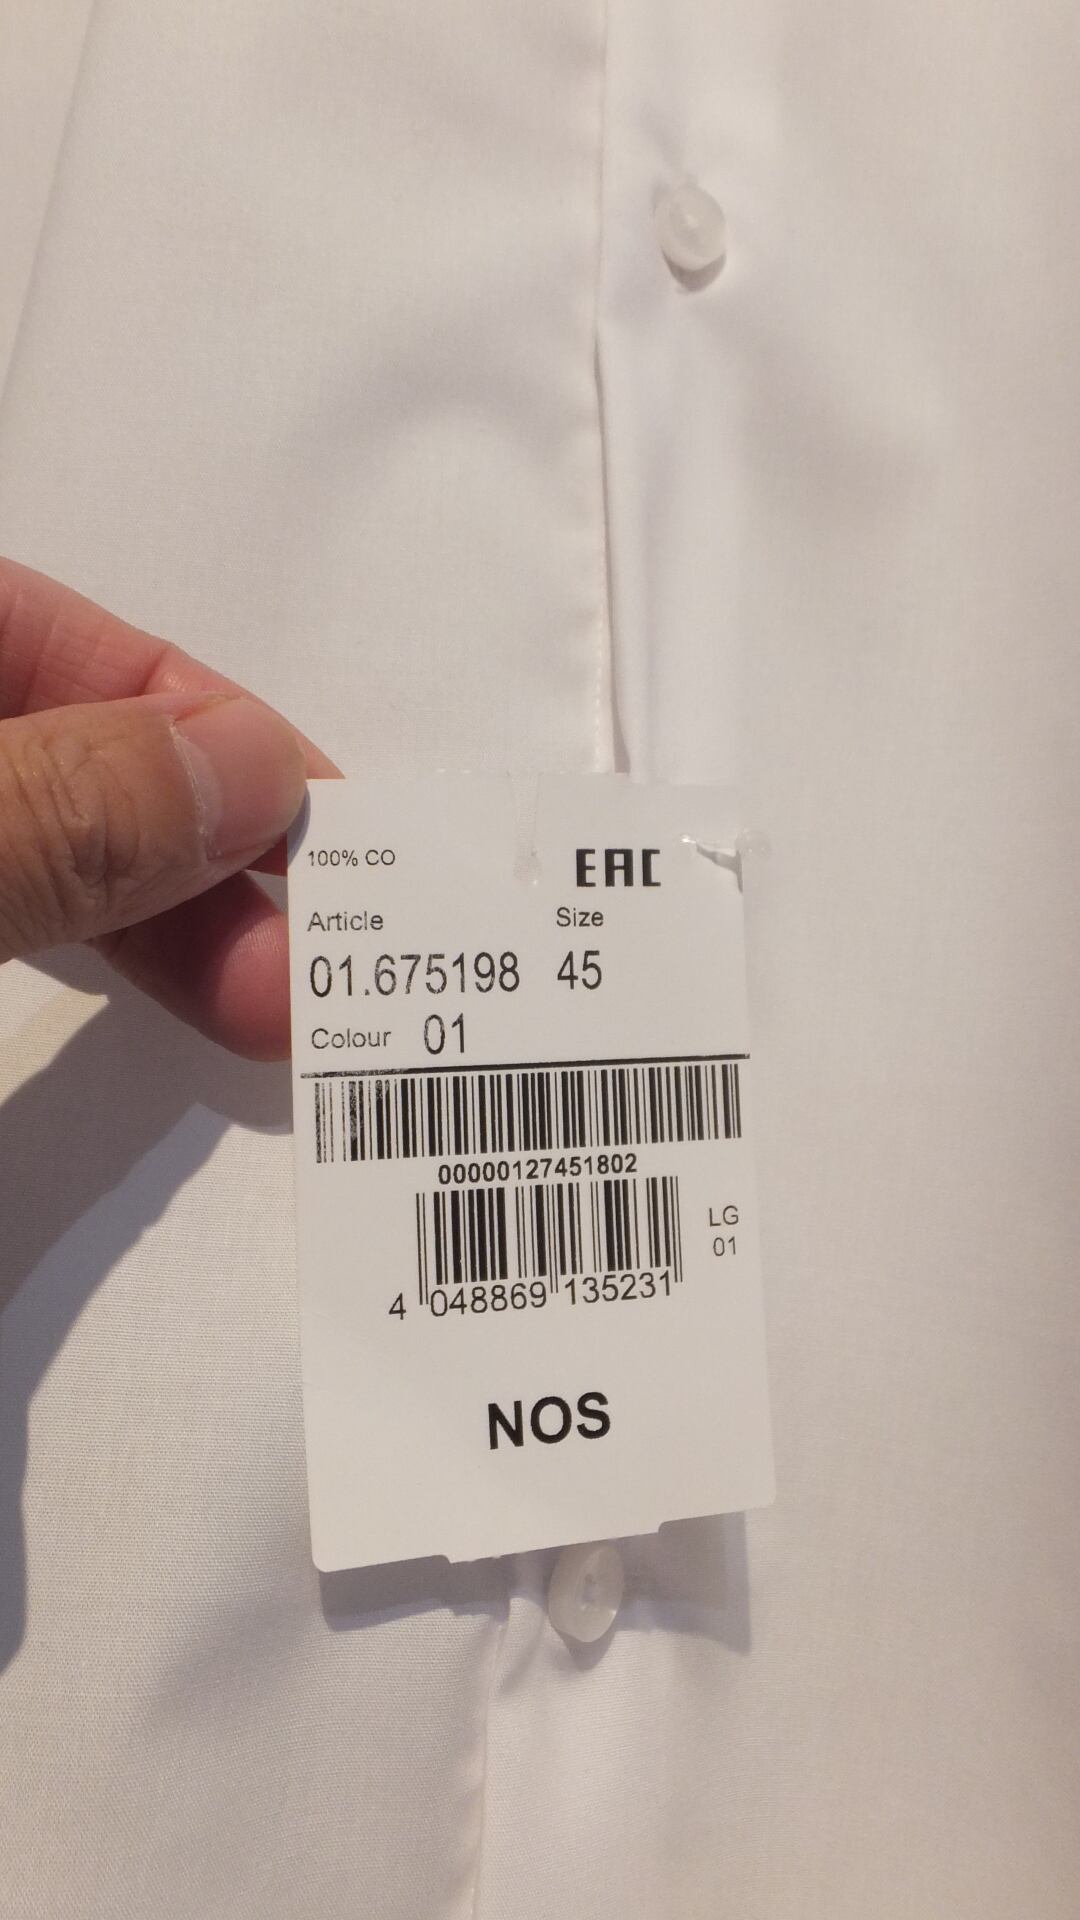 100% CO EAC
Article Size
01.675198 45
Colour 01
00000127451802
LG
01
4 048869 135231
NOS